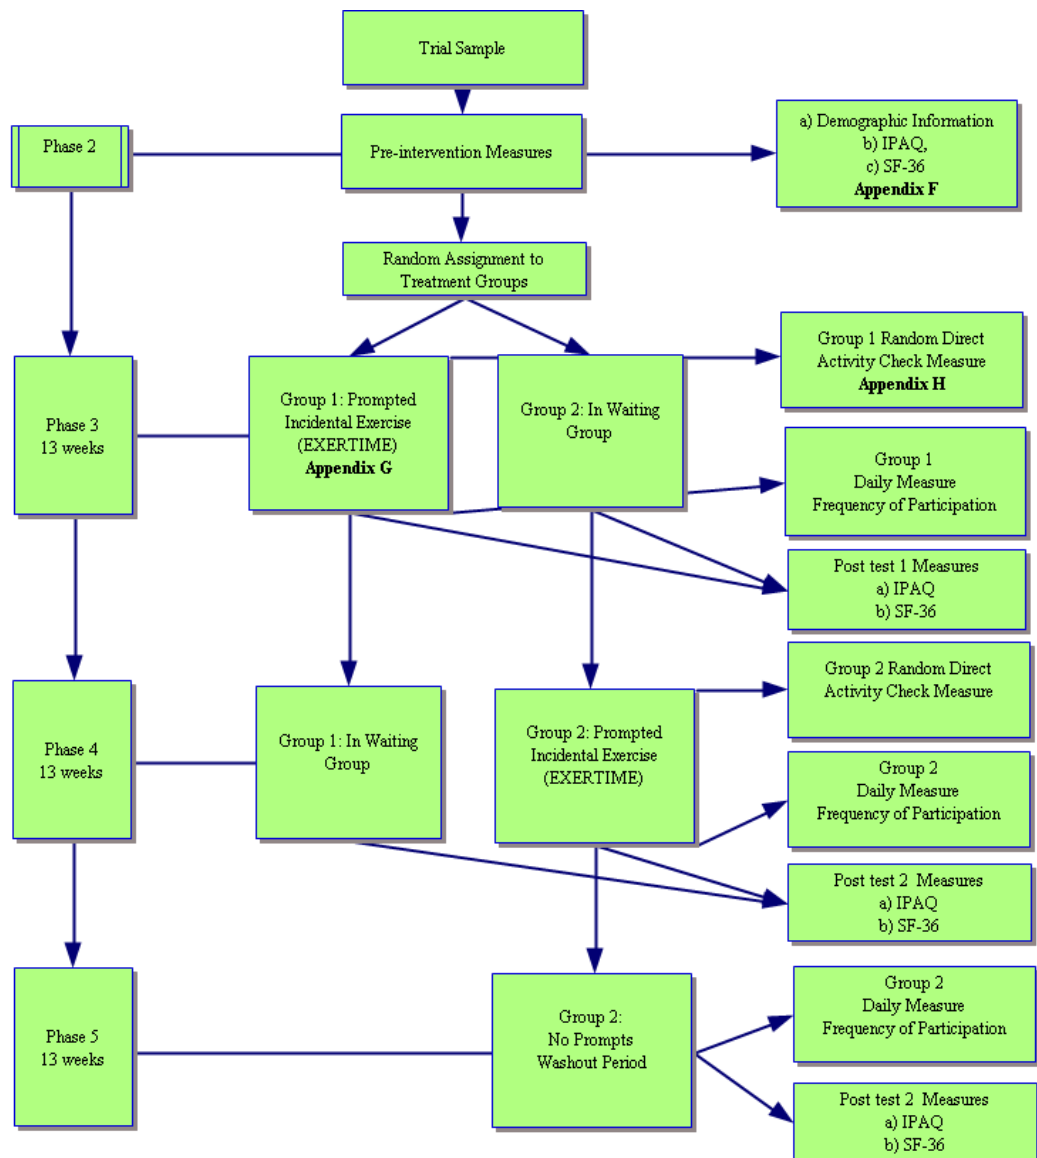 Trial Sample
Phase 2
Pre-intervention Measures
a) Demographic Information
b) IPAQ,
c) SF-36
Appendix F
Random Assignment to
Treatment Groups
Phase 3
13 weeks
Group 1: Prompted
Incidental Exercise
(EXERTIME)
Appendix G
Group 2: In Waiting
Group
Group 1 Random Direct
Activity Check Measure
Appendix H
Group 1
Daily Measure
Frequency of Participation
Post test 1 Measures
a) IPAQ
b) SF-36
Phase 4
13 weeks
Group 1: In Waiting
Group
Group 2: Prompted
Incidental Exercise
(EXERTIME)
Group 2 Random Direct
Activity Check Measure
Group 2
Daily Measure
Frequency of Participation
Post test 2 Measures
a) IPAQ
b) SF-36
Phase 5
13 weeks
Group 2:
No Prompts
Washout Period
Group 2
Daily Measure
Frequency of Participation
Post test 2 Measures
a) IPAQ
b) SF-36